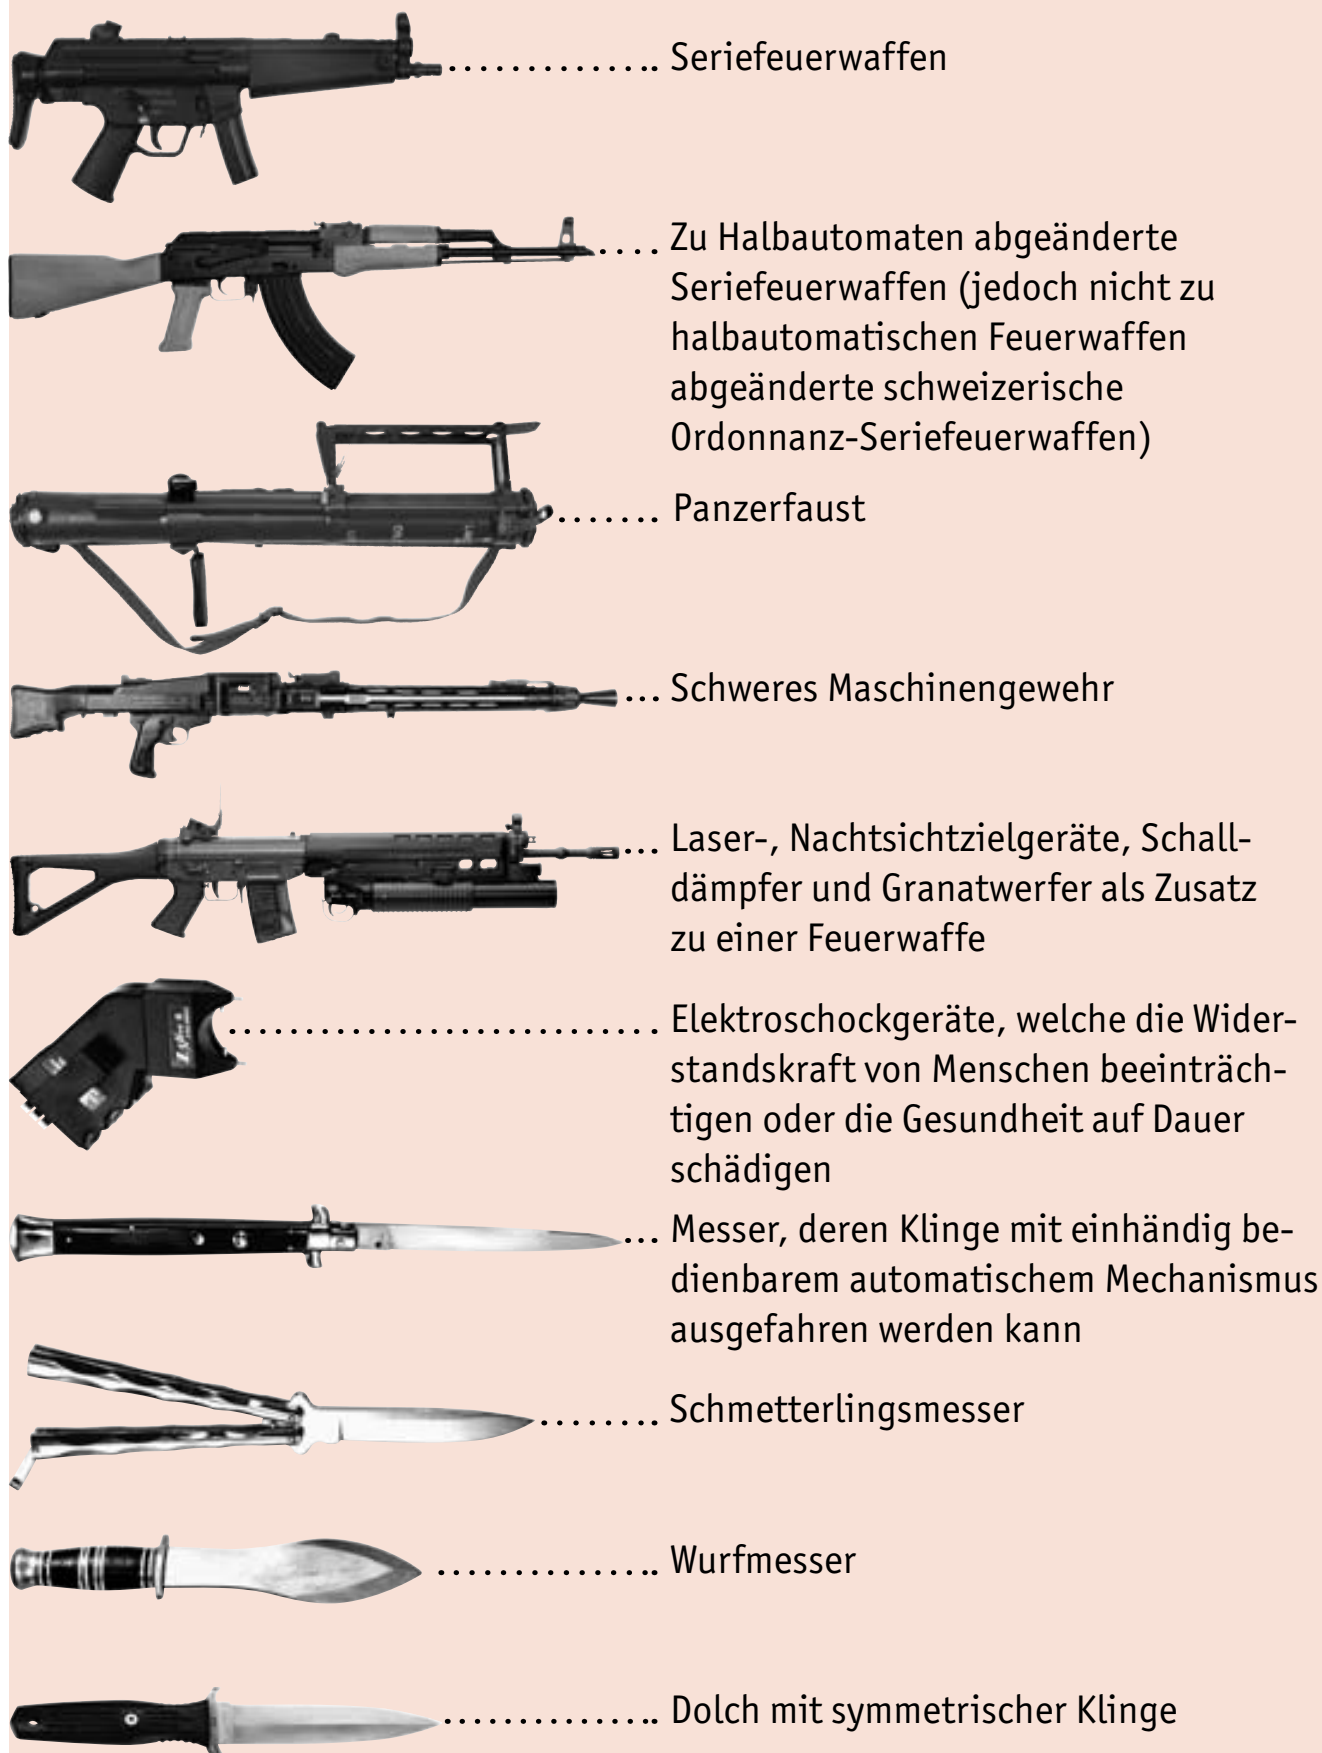 Seriefeuerwaffen
Zu Halbautomaten abgeänderte
Seriefeuerwaffen (jedoch nicht zu
halbautomatischen Feuerwaffen
abgeänderte schweizerische
Ordonnanz-Seriefeuerwaffen)
Panzerfaust
Schweres Maschinengewehr
Laser-, Nachtsichtzielgeräte, Schall-
dämpfer und Granatwerfer als Zusatz
zu einer Feuerwaffe
Elektroschockgeräte, welche die Wider-
standskraft von Menschen beeinträch-
tigen oder die Gesundheit auf Dauer
schädigen
Messer, deren Klinge mit einhändig be-
dienbarem automatischem Mechanismus
ausgefahren werden kann
Schmetterlingsmesser
Wurfmesser
Dolch mit symmetrischer Klinge